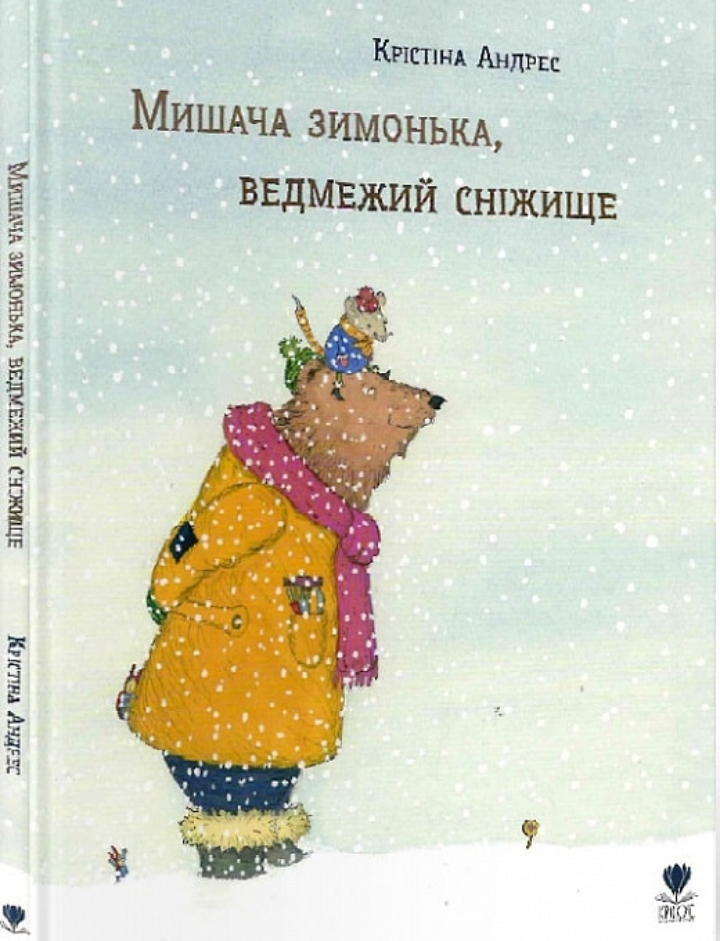 Крістіна Андрес
Мишача зимонька,
ведмежий сніжище
Мишача зимонька, ведмежий сніжище
Крістіна Андрес